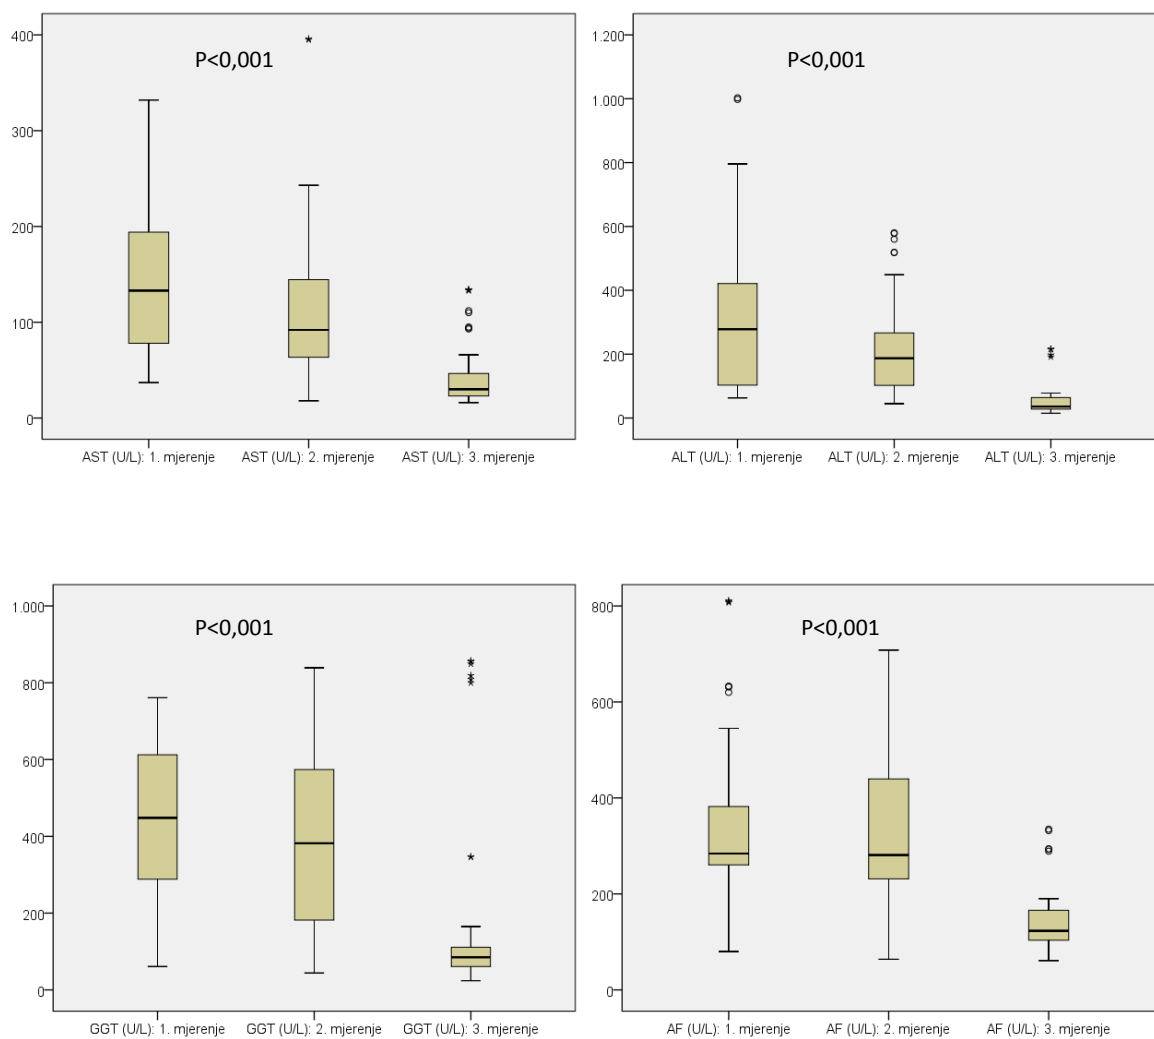 400
P<0,001
300
200
100
0
AST (U/L): 1. mjerenje
AST (U/L): 2. mjerenje
AST (U/L): 3. mjerenje
1.200
P<0,001
1.000
800
600
400
200
0
ALT (U/L): 1. mjerenje
ALT (U/L): 2. mjerenje
ALT (U/L): 3. mjerenje
1.000
P<0,001
800
600
400
200
0
GGT (U/L): 1. mjerenje
GGT (U/L): 2. mjerenje
GGT (U/L): 3. mjerenje
800
P<0,001
600
400
200
0
AF (U/L): 1. mjerenje
AF (U/L): 2. mjerenje
AF (U/L): 3. mjerenje